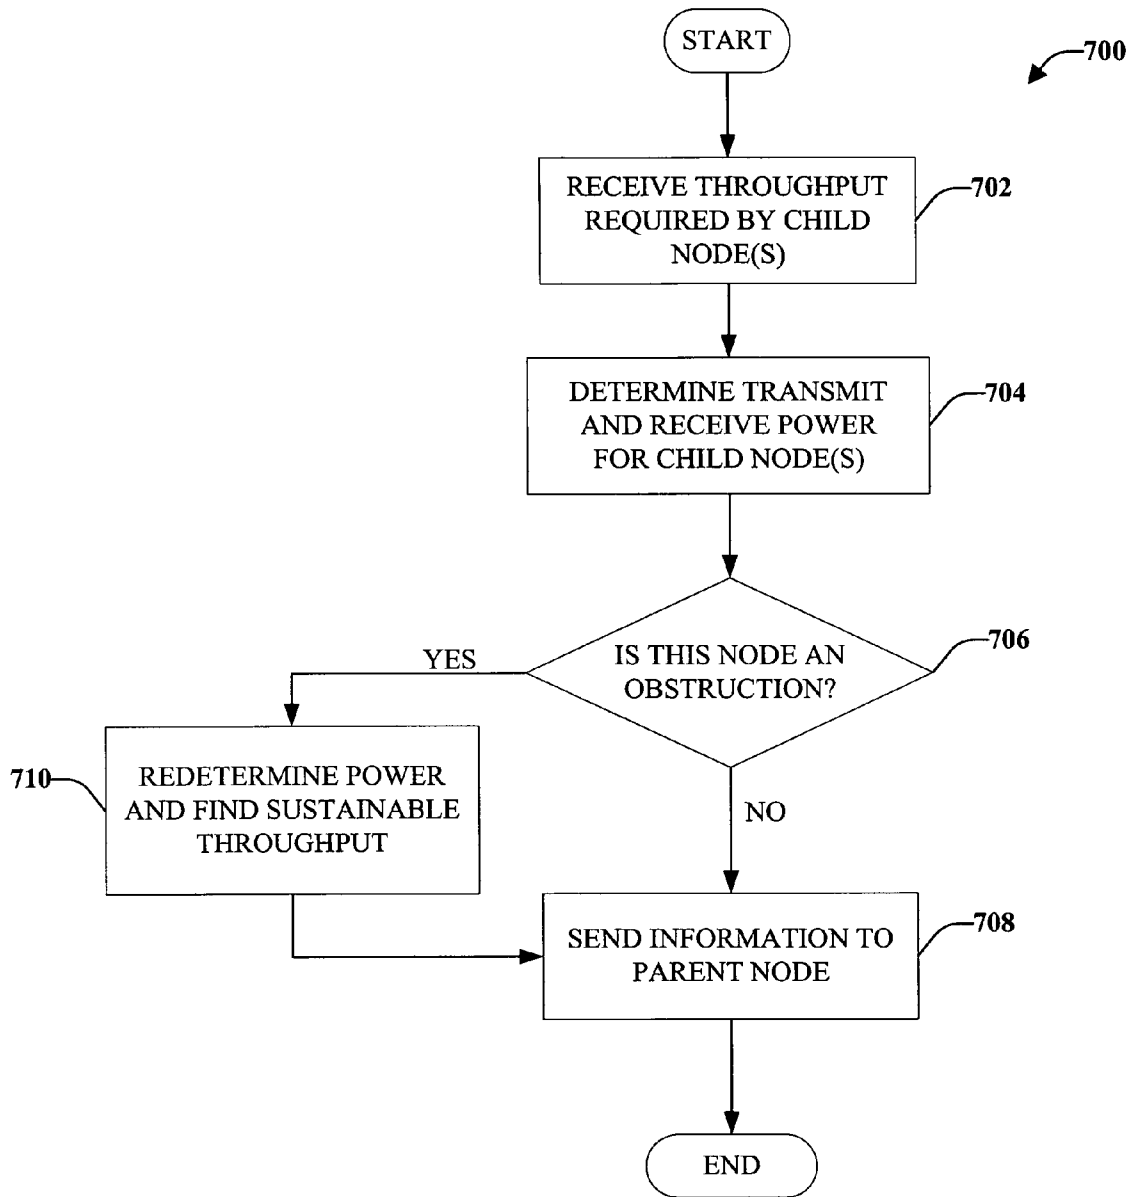 START
700
RECEIVE THROUGHPUT
REQUIRED BY CHILD
NODE(S)
702
DETERMINE TRANSMIT
AND RECEIVE POWER
FOR CHILD NODE(S)
704
IS THIS NODE AN
OBSTRUCTION?
706
YES
710
REDETERMINE POWER
AND FIND SUSTAINABLE
THROUGHPUT
NO
SEND INFORMATION TO
PARENT NODE
708
END